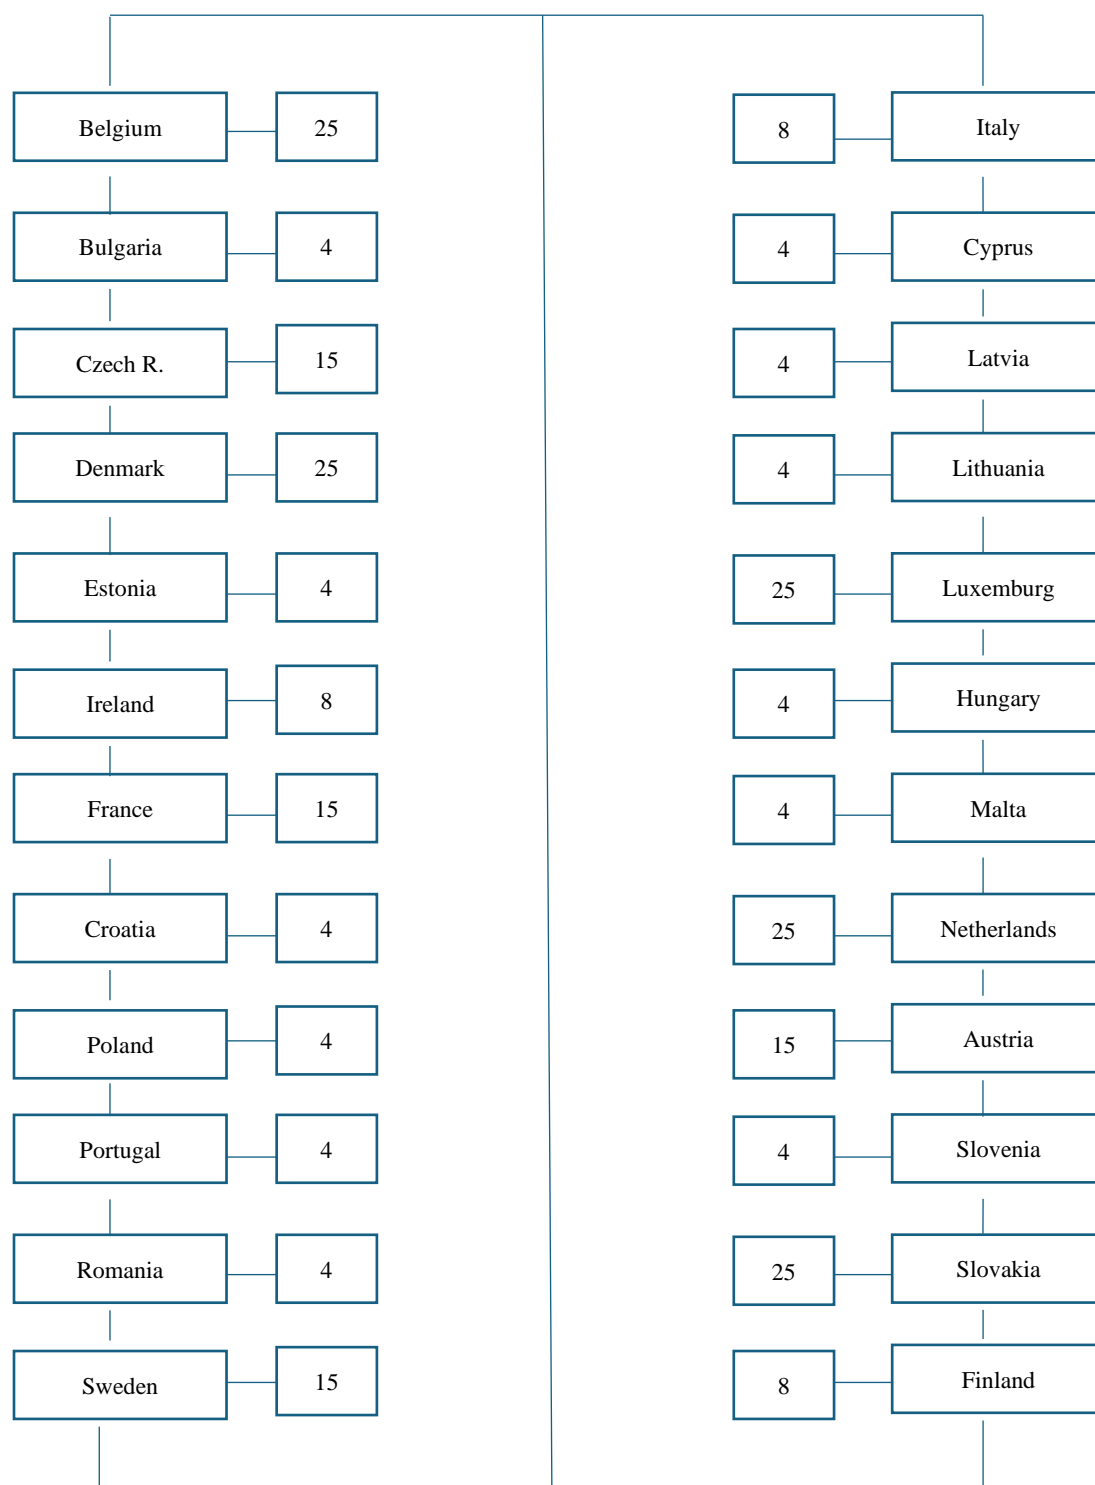 Belgium 25
Bulgaria 4
Czech R. 15
Denmark 25
Estonia 4
Ireland 8
France 15
Croatia 4
Poland 4
Portugal 4
Romania 4
Sweden 15
8 Italy
4 Cyprus
4 Latvia
4 Lithuania
25 Luxemburg
4 Hungary
4 Malta
25 Netherlands
15 Austria
4 Slovenia
25 Slovakia
8 Finland